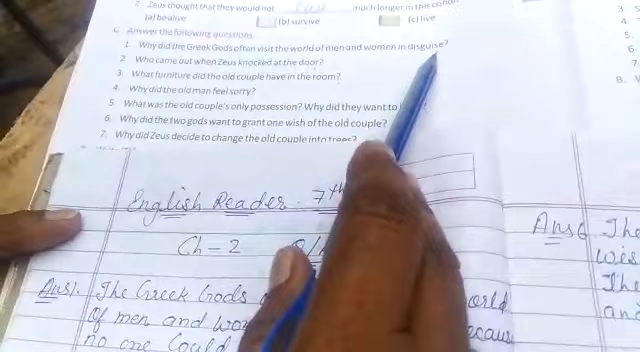 2. Zeus thought that they would not much longer in this
(a) be alive (b) survive (c) live
C. Answer the following questions.
1. Why did the Greek Gods often visit the world of men and women in disguise?
2. Who came out when Zeus knocked at the door?
3. What furniture did the old couple have in the room?
4. Why did the old man feel sorry?
5. What was the old couple's only possession? Why did they want to
6. Why did the two gods want to grant one wish of the old couple?
7. Why did Zeus decide to change the old couple into trees?
3. S
4.
5.
6.
7.
B. N
English Reader. 7th
Ch - 2
Ans1. The Greek Gods
of men and
no one Could
Ans6 The
wis
The
and